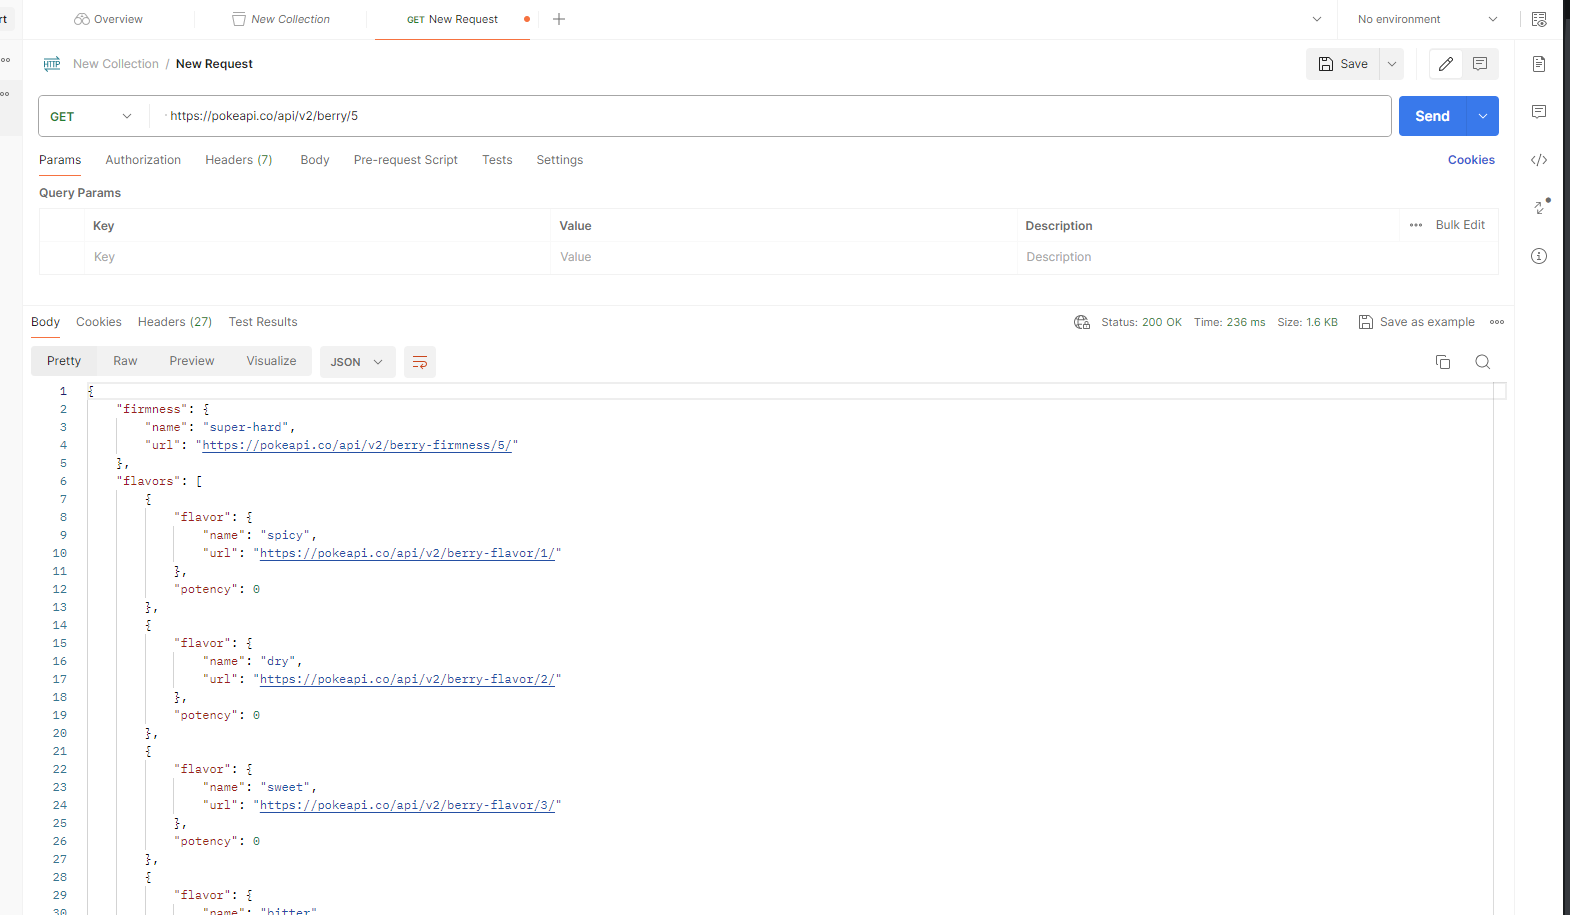 rt
Overview
New Collection
GET New Request
No environment
HTTP New Collection / New Request
Save
GET https://pokeapi.co/api/v2/berry/5
Send
Params Authorization Headers (7) Body Pre-request Script Tests Settings
Cookies
Query Params
Key Value Description ••• Bulk Edit
Key Value Description
Body Cookies Headers (27) Test Results
Status: 200 OK Time: 236 ms Size: 1.6 KB Save as example
Pretty Raw Preview Visualize JSON
1 {
2 "firmness": {
3 "name": "super-hard",
4 "url": "https://pokeapi.co/api/v2/berry-firmness/5/"
5 },
6 "flavors": [
7 {
8 "flavor": {
9 "name": "spicy",
10 "url": "https://pokeapi.co/api/v2/berry-flavor/1/"
11 },
12 "potency": 0
13 },
14 {
15 "flavor": {
16 "name": "dry",
17 "url": "https://pokeapi.co/api/v2/berry-flavor/2/"
18 },
19 "potency": 0
20 },
21 {
22 "flavor": {
23 "name": "sweet",
24 "url": "https://pokeapi.co/api/v2/berry-flavor/3/"
25 },
26 "potency": 0
27 },
28 {
29 "flavor": {
30 "name": "bitter"